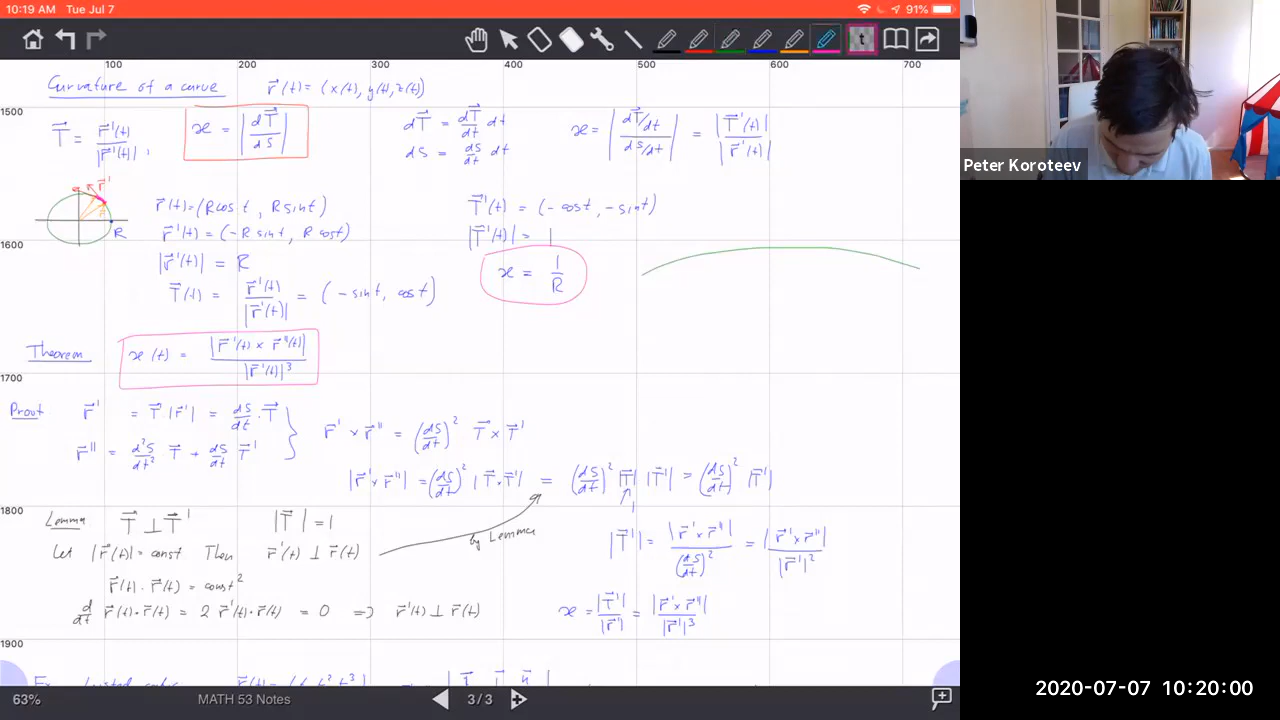 10:19 AM Tue Jul 7
91%
t
100 200 300 400 500 600 700
Curvature of a curve r⃗(t) = (x(t), y(t), z(t))
1500
T⃗ = r⃗'(t) / |r⃗'(t)| , ϰ = |dT⃗/ds| dT⃗ = dT⃗/dt dt ϰ = |dT⃗/dt / ds/dt| = |T⃗'(t)| / |r⃗'(t)|
ds = ds/dt dt
Peter Koroteev
r⃗'
R
r⃗(t) = (R cos t, R sin t) T⃗'(t) = (-cos t, -sin t)
r⃗'(t) = (-R sin t, R cos t) |T⃗'(t)| = 1
1600
|r⃗'(t)| = R ϰ = 1/R
T⃗(t) = r⃗'(t) / |r⃗'(t)| = (-sin t, cos t)
Theorem ϰ(t) = |r⃗'(t) × r⃗''(t)| / |r⃗'(t)|³
1700
Proof r⃗' = T⃗ |r⃗'| = ds/dt · T⃗
r⃗'' = d²s/dt² T⃗ + ds/dt T⃗' } r⃗' × r⃗'' = (ds/dt)² T⃗ × T⃗'
|r⃗' × r⃗''| = (ds/dt)² |T⃗ × T⃗'| = (ds/dt)² |T⃗| |T⃗'| = (ds/dt)² |T⃗'|
1
1800
Lemma T⃗ ⊥ T⃗' |T⃗| = 1
by Lemma
Let |r⃗(t)| = const Then r⃗'(t) ⊥ r⃗(t)
|T⃗'| = |r⃗' × r⃗''| / (ds/dt)² = |r⃗' × r⃗''| / |r⃗'|²
r⃗(t) · r⃗(t) = const²
d/dt r⃗(t) · r⃗(t) = 2 r⃗'(t) · r⃗(t) = 0 => r⃗'(t) ⊥ r⃗(t)
ϰ = |T⃗'| / |r⃗'| = |r⃗' × r⃗''| / |r⃗'|³
1900
63% MATH 53 Notes 3/3
2020-07-07 10:20:00